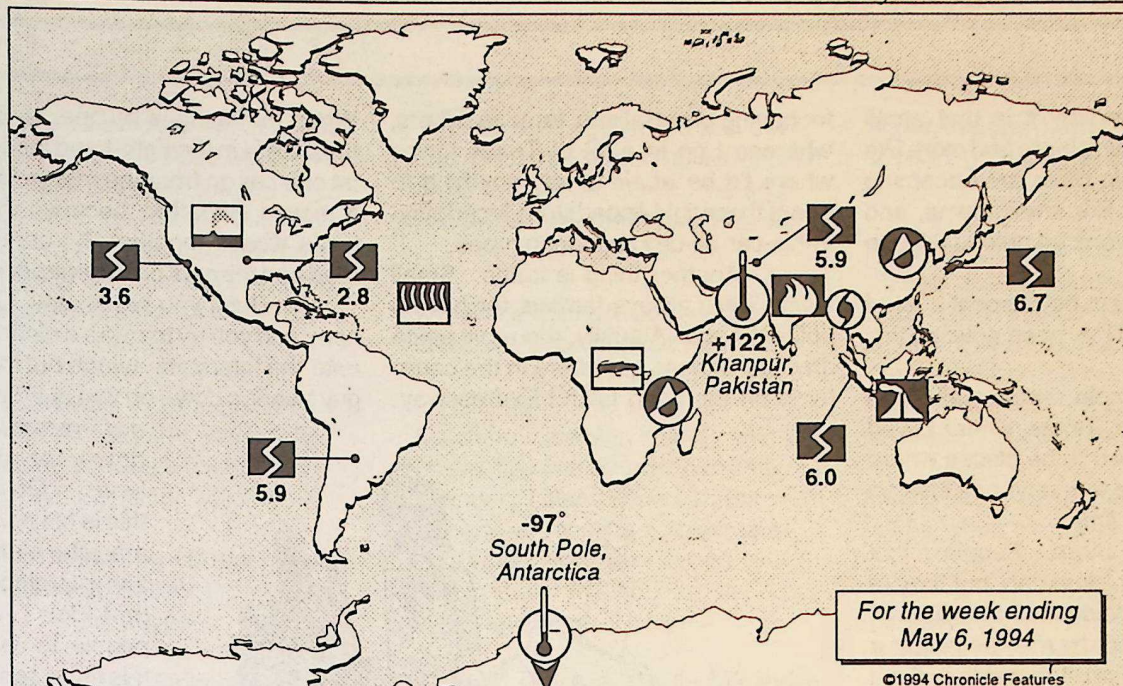 3.6
2.8
5.9
+122
Khanpur,
Pakistan
6.7
6.0
5.9
-97°
South Pole,
Antarctica
For the week ending
May 6, 1994
©1994 Chronicle Features